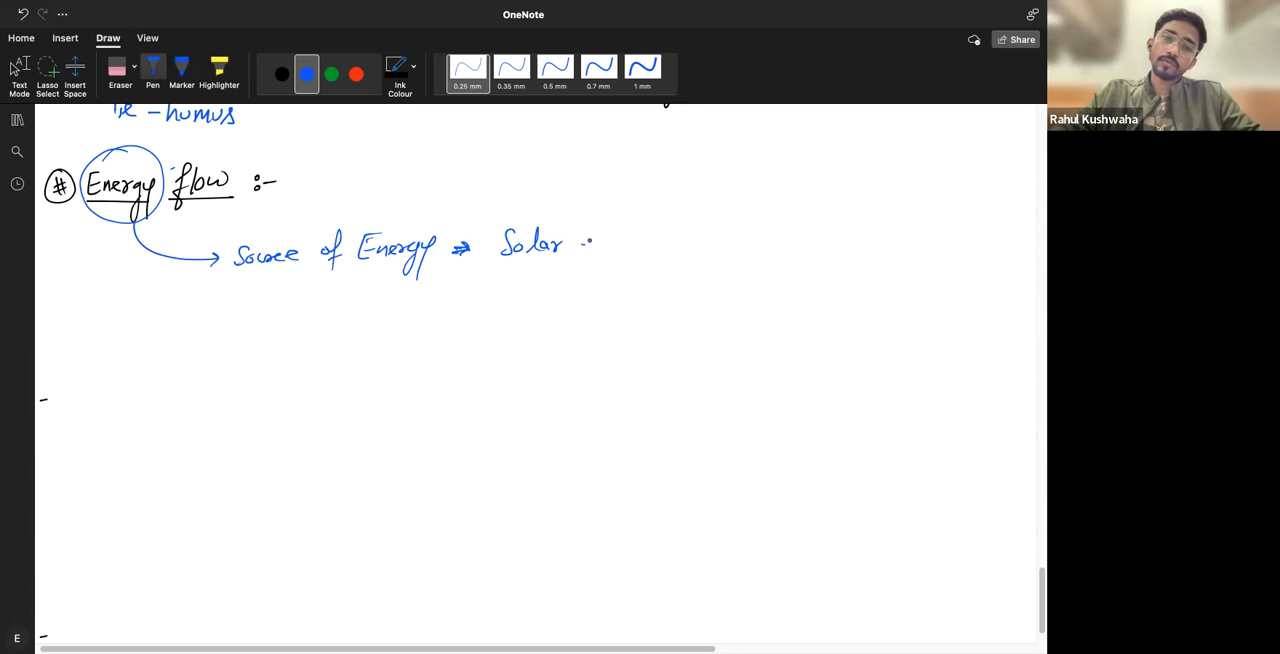 OneNote
Home Insert Draw View
Share
Text Mode
Lasso Select
Insert Space
Eraser
Pen
Marker
Highlighter
Ink Colour
0.25 mm 0.35 mm 0.5 mm 0.7 mm 1 mm
Rahul Kushwaha
- humus
# Energy flow :-
Source of Energy ⇒ Solar
E